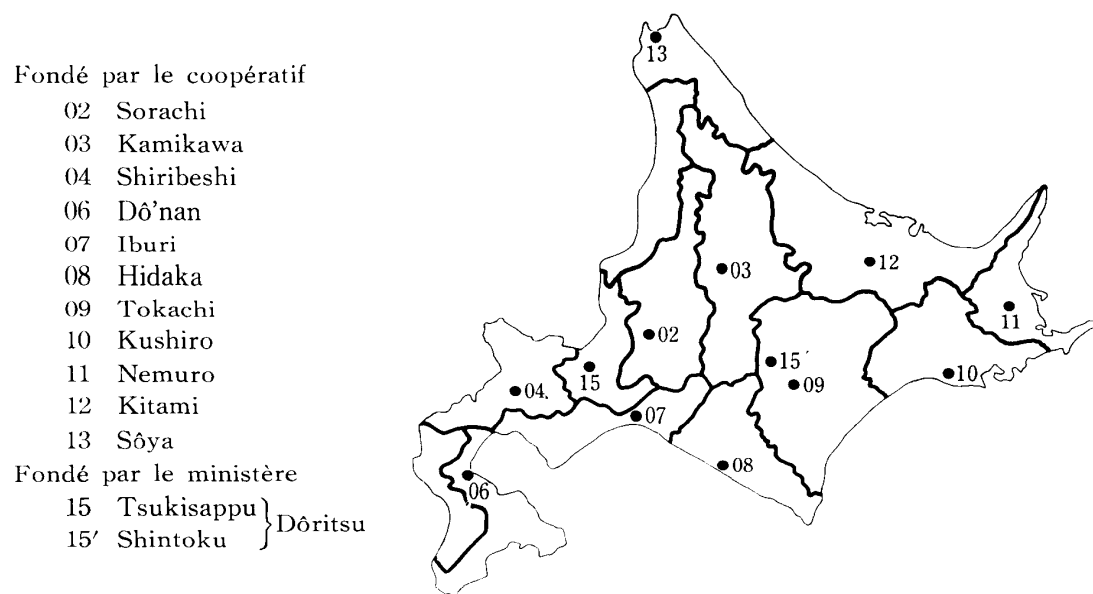 Fondé par le coopératif
02 Sorachi
03 Kamikawa
04 Shiribeshi
06 Dô'nan
07 Iburi
08 Hidaka
09 Tokachi
10 Kushiro
11 Nemuro
12 Kitami
13 Sôya
Fondé par le ministère
15 Tsukisappu
15′ Shintoku
Dôritsu
13
03
12
11
02
15′
10
15
09
04
07
08
06